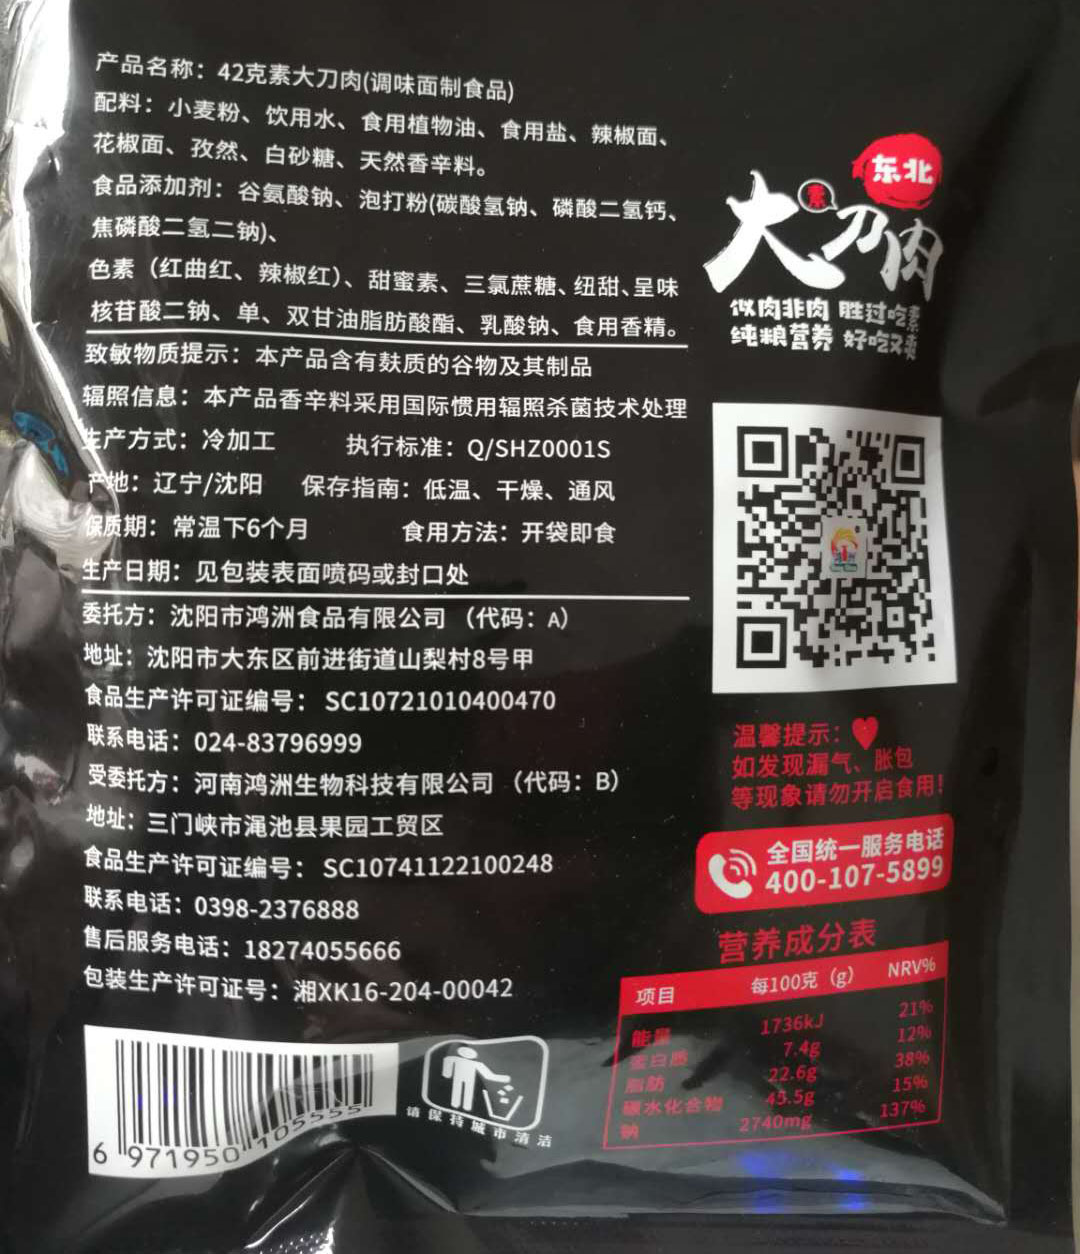 产品名称：42克素大刀肉(调味面制食品)
配料：小麦粉、饮用水、食用植物油、食用盐、辣椒面、
花椒面、孜然、白砂糖、天然香辛料。
食品添加剂：谷氨酸钠、泡打粉(碳酸氢钠、磷酸二氢钙、
焦磷酸二氢二钠)、
色素（红曲红、辣椒红）、甜蜜素、三氯蔗糖、纽甜、呈味
核苷酸二钠、单、双甘油脂肪酸酯、乳酸钠、食用香精。
致敏物质提示：本产品含有麸质的谷物及其制品
辐照信息：本产品香辛料采用国际惯用辐照杀菌技术处理
生产方式：冷加工 执行标准：Q/SHZ0001S
产地：辽宁/沈阳 保存指南：低温、干燥、通风
保质期：常温下6个月 食用方法：开袋即食
生产日期：见包装表面喷码或封口处
委托方：沈阳市鸿洲食品有限公司（代码：A）
地址：沈阳市大东区前进街道山梨村8号甲
食品生产许可证编号：SC10721010400470
联系电话：024-83796999
受委托方：河南鸿洲生物科技有限公司（代码：B）
地址：三门峡市渑池县果园工贸区
食品生产许可证编号：SC10741122100248
联系电话：0398-2376888
售后服务电话：18274055666
包装生产许可证号：湘XK16-204-00042
6 971950 105555
请保持城市清洁
东北
素
大刀肉
似肉非肉 胜过吃素
纯粮营养 好吃又爽
温馨提示：
如发现漏气、胀包
等现象请勿开启食用！
全国统一服务电话
400-107-5899
营养成分表
项目 每100克（g） NRV%
能量 1736kJ 21%
蛋白质 7.4g 12%
脂肪 22.6g 38%
碳水化合物 45.5g 15%
钠 2740mg 137%